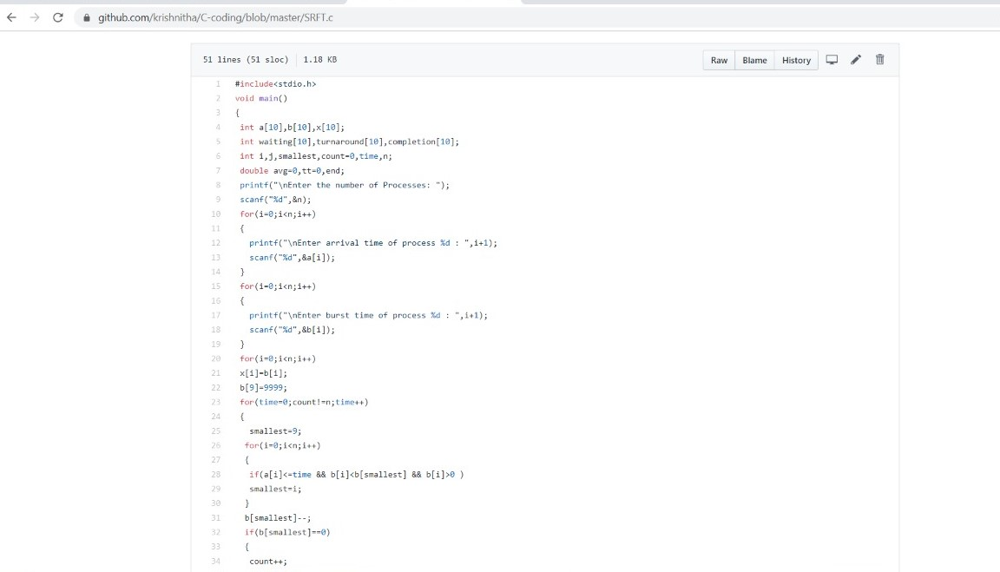 github.com/krishnitha/C-coding/blob/master/SRFT.c
51 lines (51 sloc) 1.18 KB Raw Blame History
1 #include<stdio.h>
2 void main()
3 {
4 int a[10],b[10],x[10];
5 int waiting[10],turnaround[10],completion[10];
6 int i,j,smallest,count=0,time,n;
7 double avg=0,tt=0,end;
8 printf("\nEnter the number of Processes: ");
9 scanf("%d",&n);
10 for(i=0;i<n;i++)
11 {
12 printf("\nEnter arrival time of process %d : ",i+1);
13 scanf("%d",&a[i]);
14 }
15 for(i=0;i<n;i++)
16 {
17 printf("\nEnter burst time of process %d : ",i+1);
18 scanf("%d",&b[i]);
19 }
20 for(i=0;i<n;i++)
21 x[i]=b[i];
22 b[9]=9999;
23 for(time=0;count!=n;time++)
24 {
25 smallest=9;
26 for(i=0;i<n;i++)
27 {
28 if(a[i]<=time && b[i]<b[smallest] && b[i]>0 )
29 smallest=i;
30 }
31 b[smallest]--;
32 if(b[smallest]==0)
33 {
34 count++;